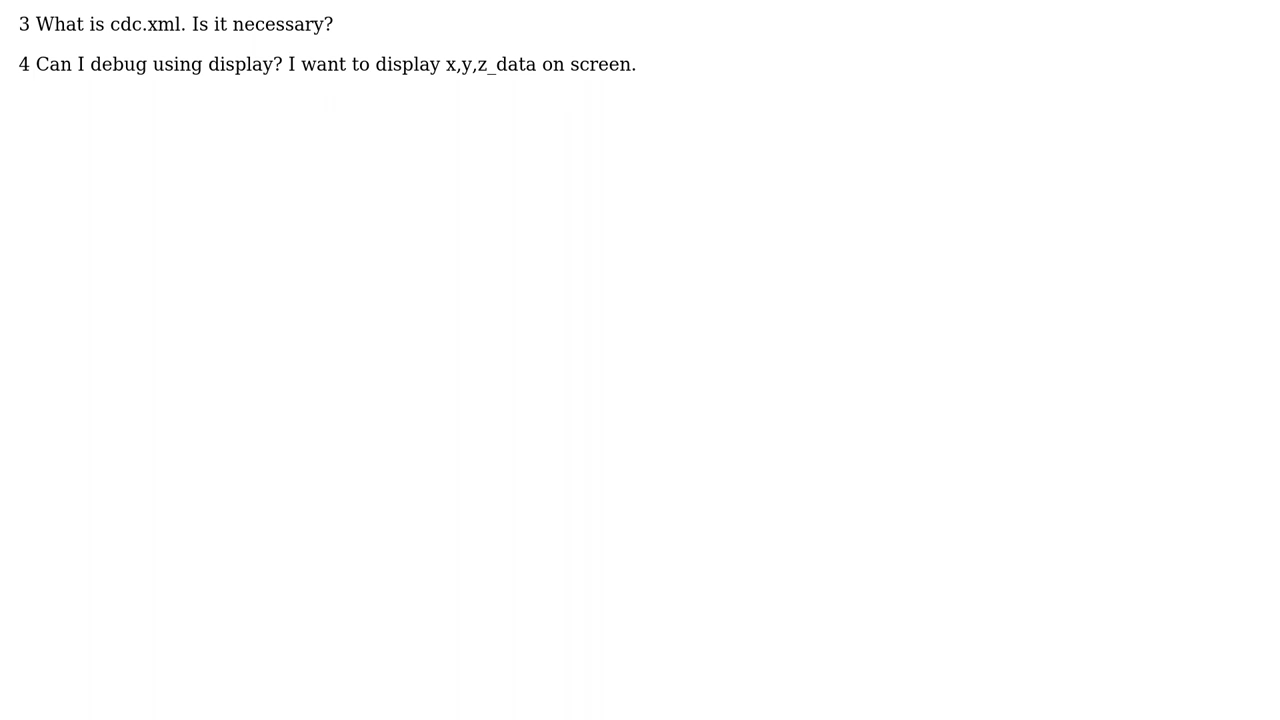 3 What is cdc.xml. Is it necessary?
4 Can I debug using display? I want to display x,y,z_data on screen.